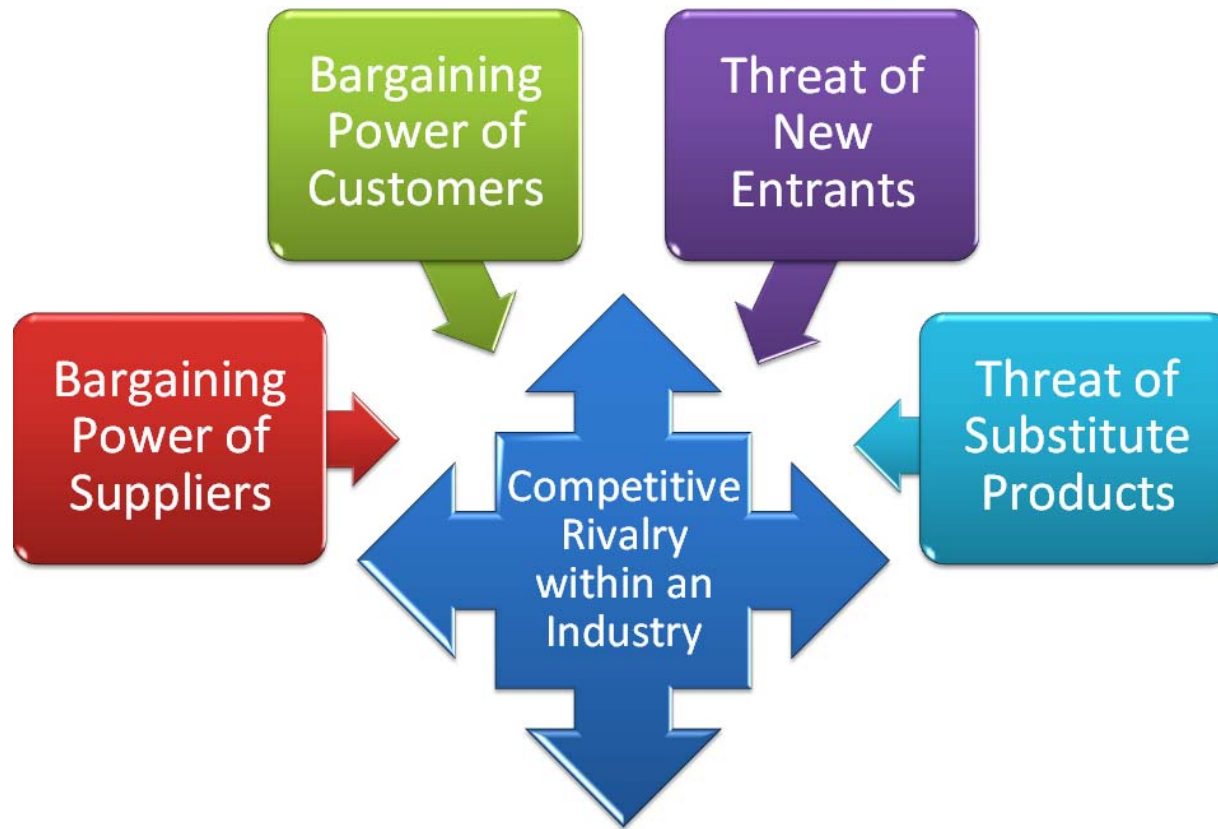 Bargaining
Power of
Customers
Threat of
New
Entrants
Bargaining
Power of
Suppliers
Threat of
Substitute
Products
Competitive
Rivalry
within an
Industry